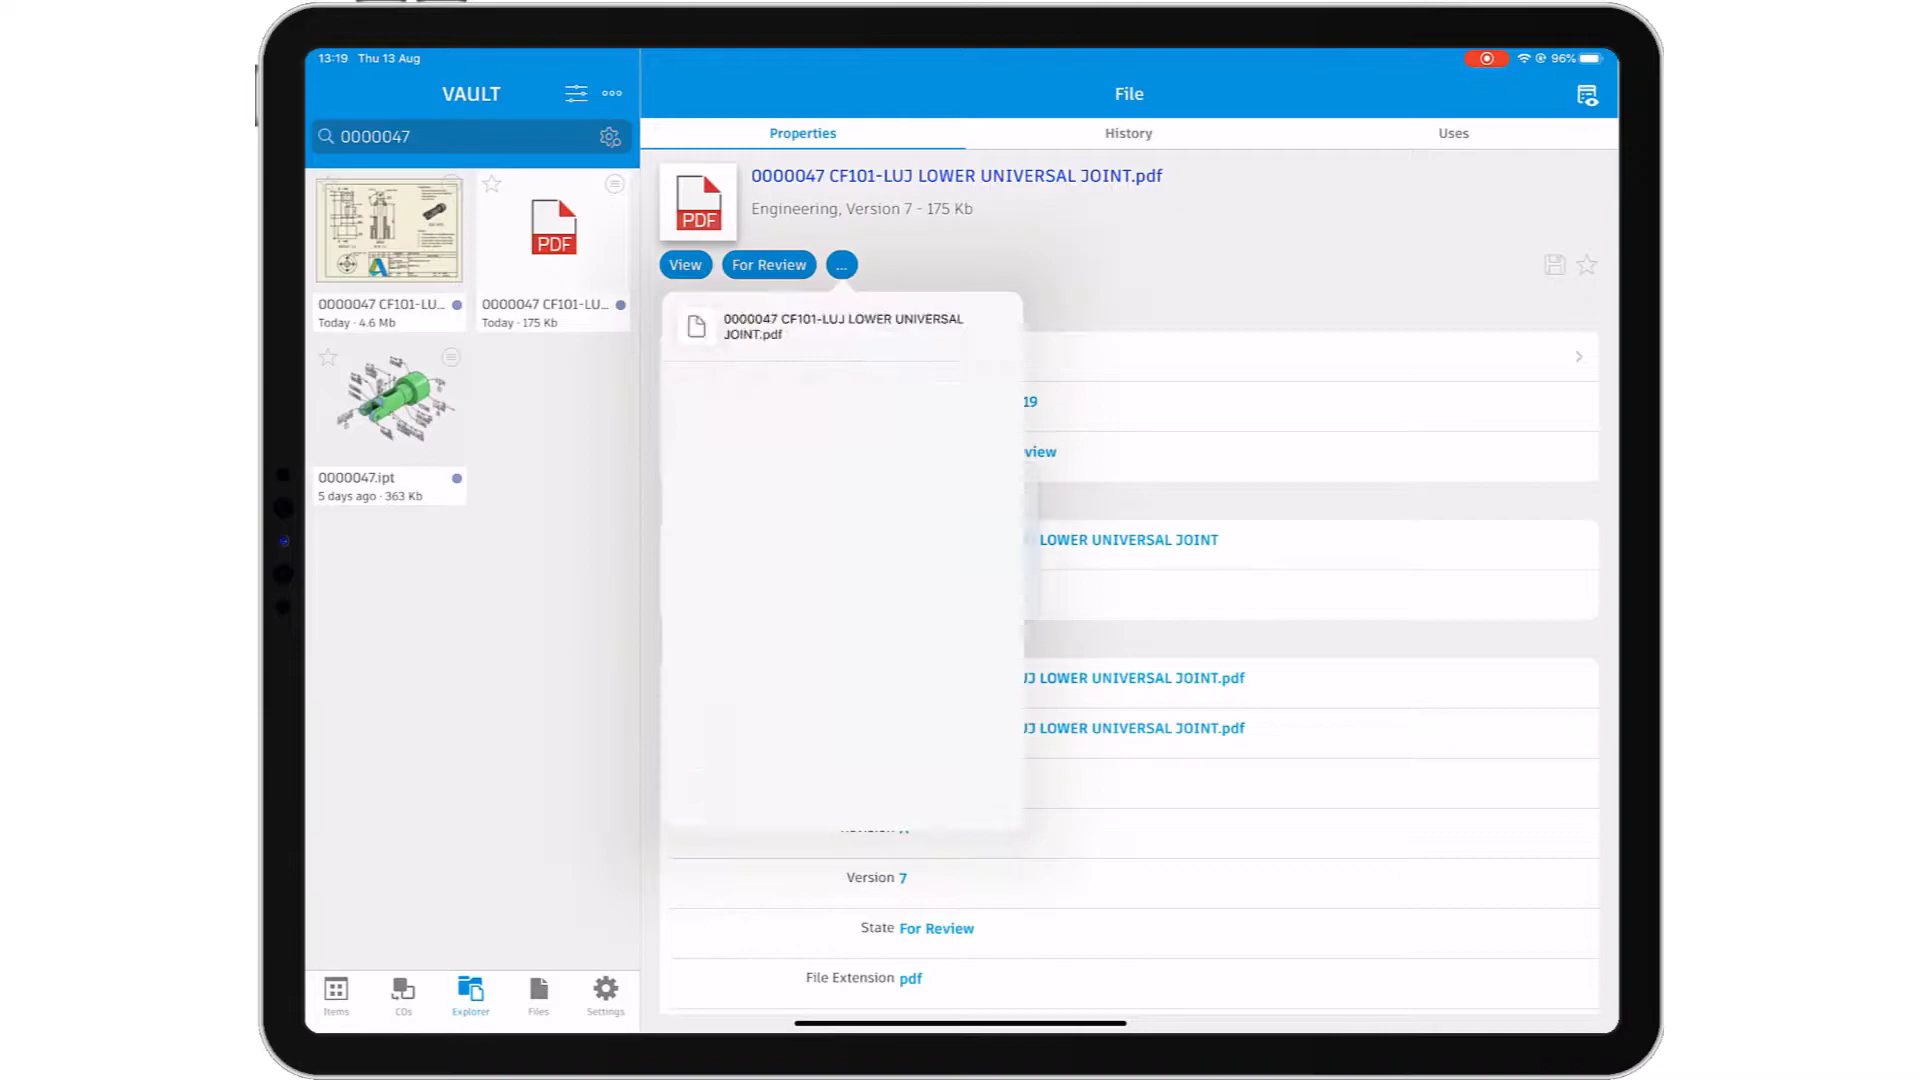 13:19 Thu 13 Aug
96%
VAULT
0000047
0000047 CF101-LU...
Today · 4.6 Mb
PDF
0000047 CF101-LU...
Today · 175 Kb
0000047.ipt
5 days ago · 363 Kb
Items
COs
Explorer
Files
Settings
File
Properties
History
Uses
PDF
0000047 CF101-LUJ LOWER UNIVERSAL JOINT.pdf
Engineering, Version 7 - 175 Kb
View
For Review
...
0000047 CF101-LUJ LOWER UNIVERSAL
JOINT.pdf
19
view
LOWER UNIVERSAL JOINT
UJ LOWER UNIVERSAL JOINT.pdf
UJ LOWER UNIVERSAL JOINT.pdf
Version 7
State For Review
File Extension pdf